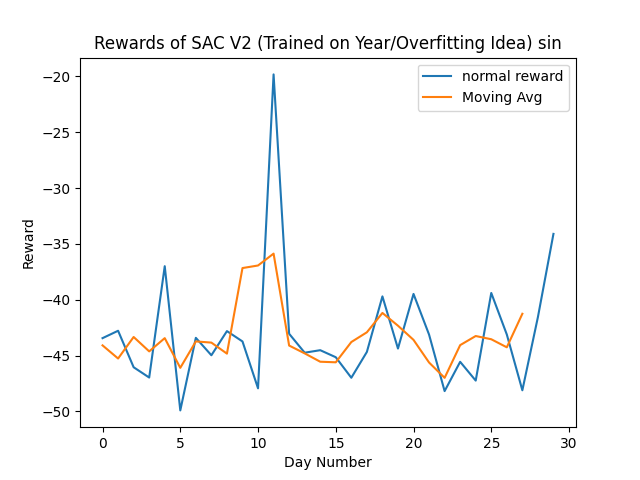 Rewards of SAC V2 (Trained on Year/Overfitting Idea) sin
normal reward
Moving Avg
−20
−25
−30
−35
−40
−45
−50
Reward
0 5 10 15 20 25 30
Day Number